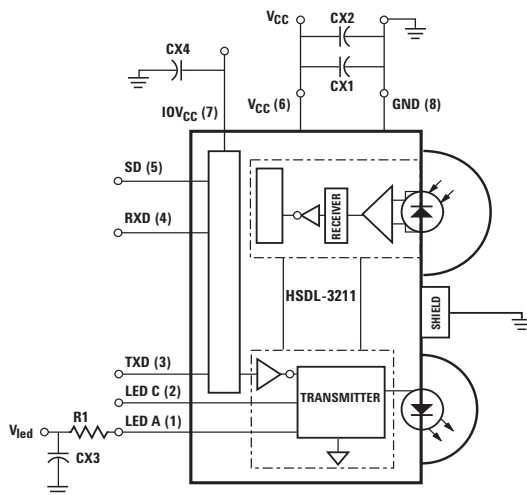 VCC
CX2
CX4
CX1
IOVCC (7)
VCC (6)
GND (8)
SD (5)
RXD (4)
RECEIVER
HSDL-3211
SHIELD
TXD (3)
LED C (2)
TRANSMITTER
Vled
R1
LED A (1)
CX3